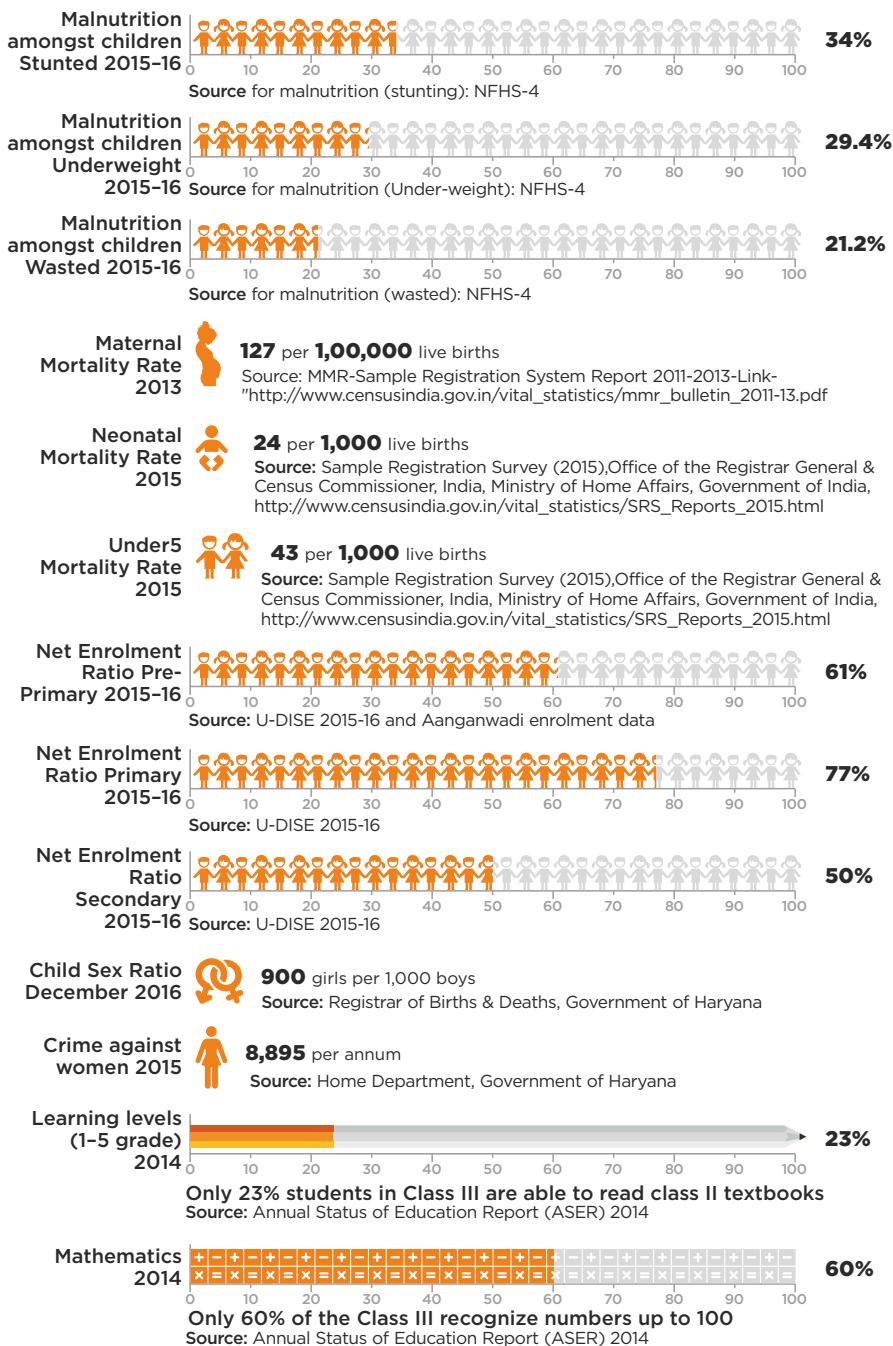 Malnutrition
amongst children
Stunted 2015–16
34%
0 10 20 30 40 50 60 70 80 90 100
Source for malnutrition (stunting): NFHS-4
Malnutrition
amongst children
Underweight
2015–16
29.4%
0 10 20 30 40 50 60 70 80 90 100
Source for malnutrition (Under-weight): NFHS-4
Malnutrition
amongst children
Wasted 2015-16
21.2%
0 10 20 30 40 50 60 70 80 90 100
Source for malnutrition (wasted): NFHS-4
Maternal
Mortality Rate
2013
127 per 1,00,000 live births
Source: MMR-Sample Registration System Report 2011-2013-Link-
"http://www.censusindia.gov.in/vital_statistics/mmr_bulletin_2011-13.pdf
Neonatal
Mortality Rate
2015
24 per 1,000 live births
Source: Sample Registration Survey (2015),Office of the Registrar General &
Census Commissioner, India, Ministry of Home Affairs, Government of India,
http://www.censusindia.gov.in/vital_statistics/SRS_Reports_2015.html
Under5
Mortality Rate
2015
43 per 1,000 live births
Source: Sample Registration Survey (2015),Office of the Registrar General &
Census Commissioner, India, Ministry of Home Affairs, Government of India,
http://www.censusindia.gov.in/vital_statistics/SRS_Reports_2015.html
Net Enrolment
Ratio Pre-
Primary 2015–16
61%
0 10 20 30 40 50 60 70 80 90 100
Source: U-DISE 2015-16 and Aanganwadi enrolment data
Net Enrolment
Ratio Primary
2015–16
77%
0 10 20 30 40 50 60 70 80 90 100
Source: U-DISE 2015-16
Net Enrolment
Ratio
Secondary
2015–16
50%
0 10 20 30 40 50 60 70 80 90 100
Source: U-DISE 2015-16
Child Sex Ratio
December 2016
900 girls per 1,000 boys
Source: Registrar of Births & Deaths, Government of Haryana
Crime against
women 2015
8,895 per annum
Source: Home Department, Government of Haryana
Learning levels
(1–5 grade)
2014
23%
0 10 20 30 40 50 60 70 80 90 100
Only 23% students in Class III are able to read class II textbooks
Source: Annual Status of Education Report (ASER) 2014
Mathematics
2014
60%
0 10 20 30 40 50 60 70 80 90 100
Only 60% of the Class III recognize numbers up to 100
Source: Annual Status of Education Report (ASER) 2014